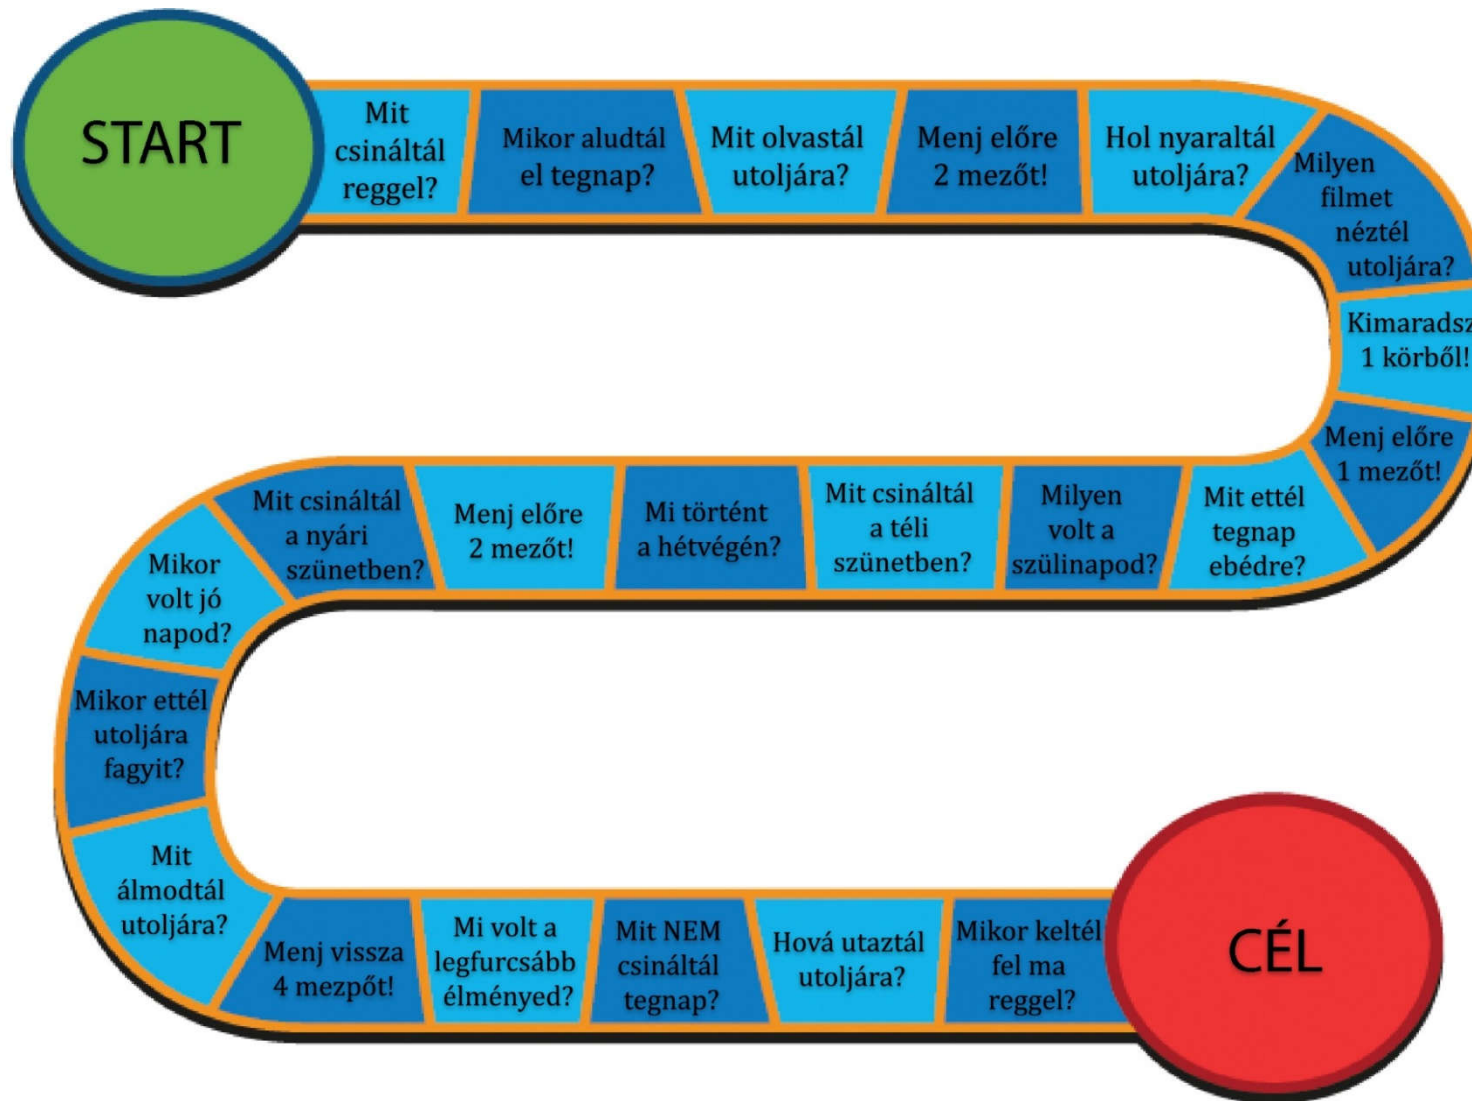 START
Mit
csináltál
reggel?
Mikor aludtál
el tegnap?
Mit olvastál
utoljára?
Menj előre
2 mezőt!
Hol nyaraltál
utoljára?
Milyen
filmet
néztél
utoljára?
Kimaradsz
1 körből!
Menj előre
1 mezőt!
Mit ettél
tegnap
ebédre?
Milyen
volt a
szülinapod?
Mit csináltál
a téli
szünetben?
Mi történt
a hétvégén?
Menj előre
2 mezőt!
Mit csináltál
a nyári
szünetben?
Mikor
volt jó
napod?
Mikor ettél
utoljára
fagyit?
Mit
álmodtál
utoljára?
Menj vissza
4 mezpőt!
Mi volt a
legfurcsább
élményed?
Mit NEM
csináltál
tegnap?
Hová utaztál
utoljára?
Mikor keltél
fel ma
reggel?
CÉL